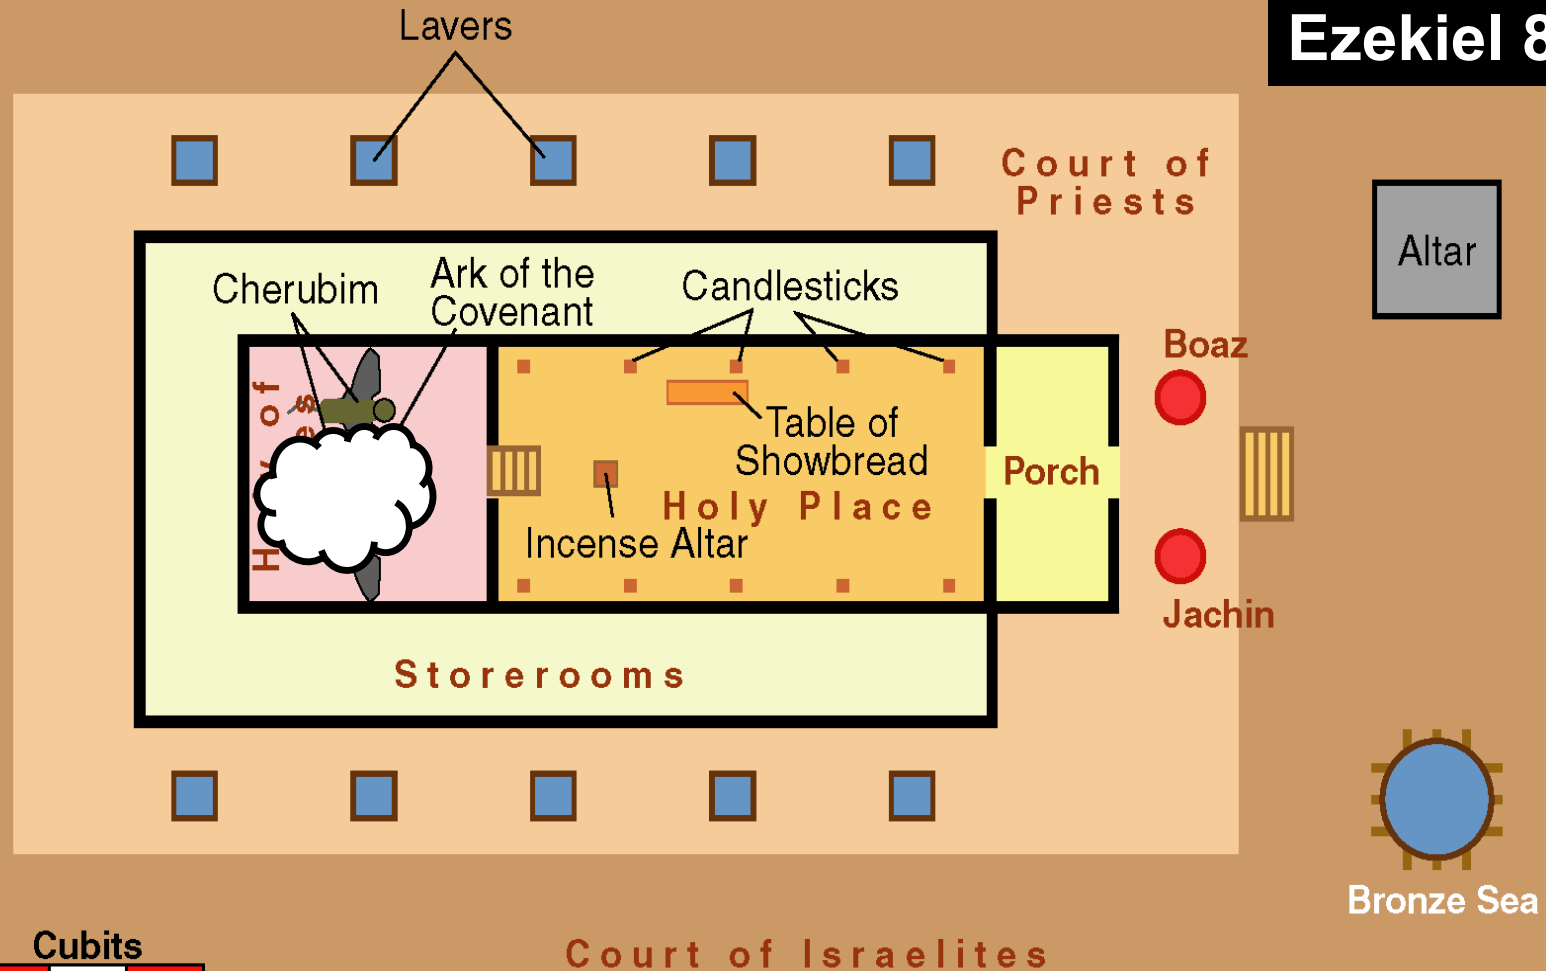 Lavers
Ezekiel 8
Court of
Priests
Altar
Cherubim
Ark of the
Covenant
Candlesticks
Boaz
of
Table of
Showbread
Porch
Holy Place
Incense Altar
Jachin
Storerooms
Bronze Sea
Cubits
Court of Israelites